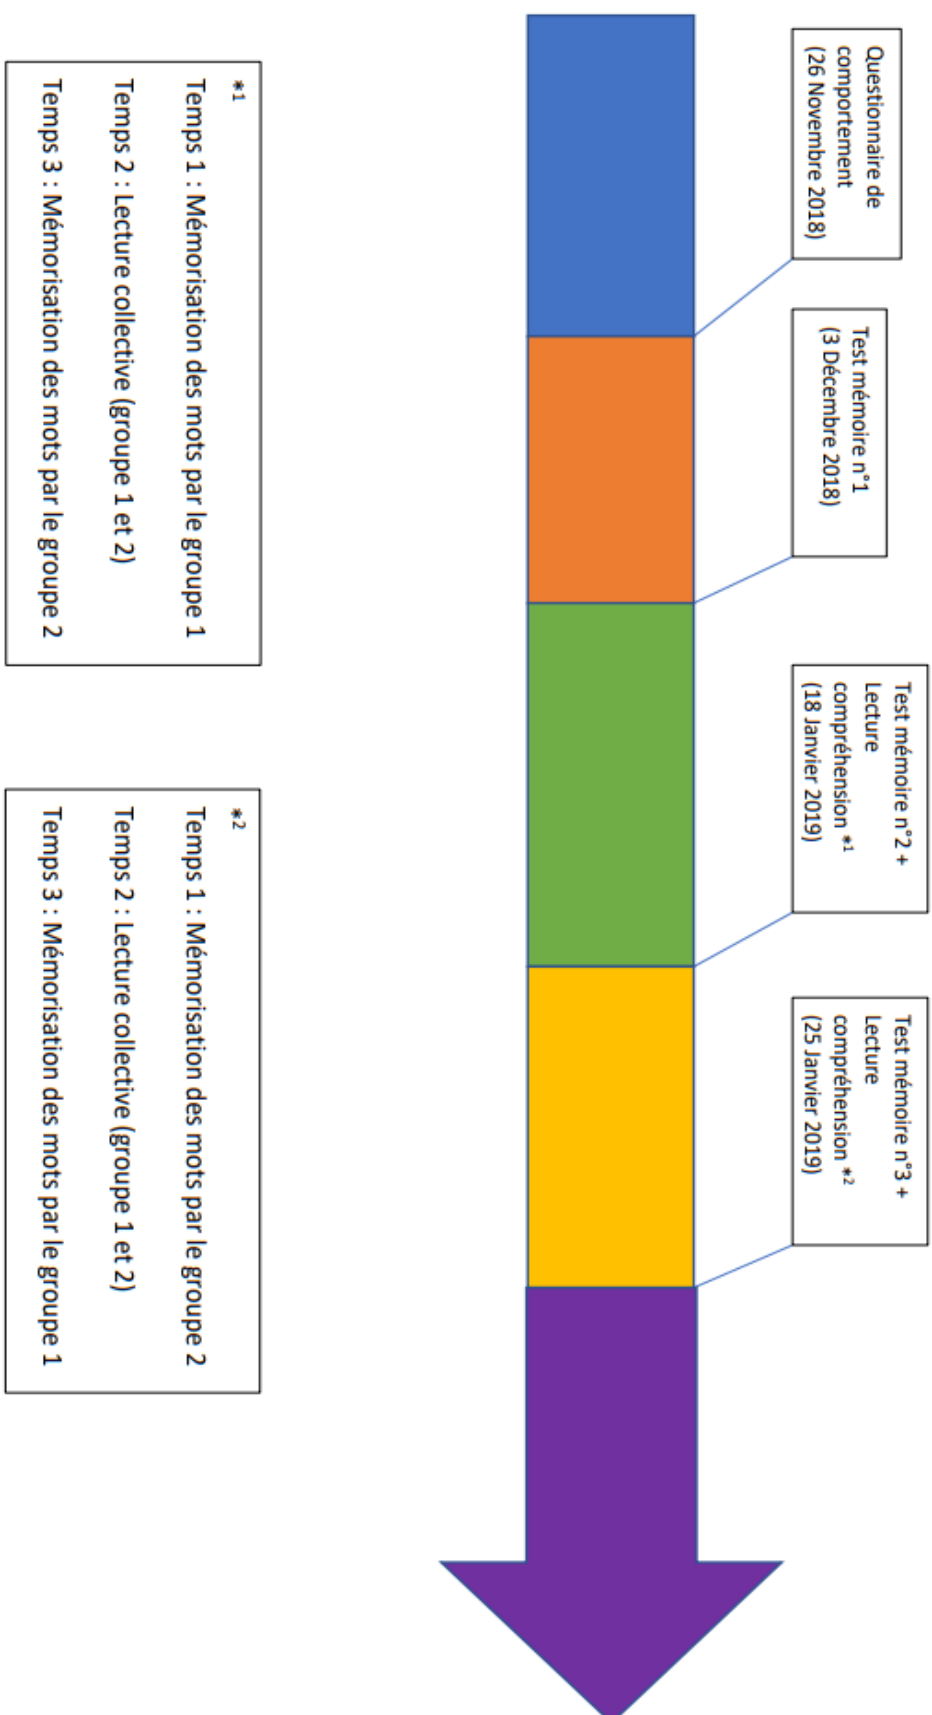 Questionnaire de
comportement
(26 Novembre 2018)
Test mémoire n°1
(3 Décembre 2018)
Test mémoire n°2 +
Lecture
compréhension *1
(18 Janvier 2019)
Test mémoire n°3 +
Lecture
compréhension *2
(25 Janvier 2019)
*1
Temps 1 : Mémorisation des mots par le groupe 1
Temps 2 : Lecture collective (groupe 1 et 2)
Temps 3 : Mémorisation des mots par le groupe 2
*2
Temps 1 : Mémorisation des mots par le groupe 2
Temps 2 : Lecture collective (groupe 1 et 2)
Temps 3 : Mémorisation des mots par le groupe 1